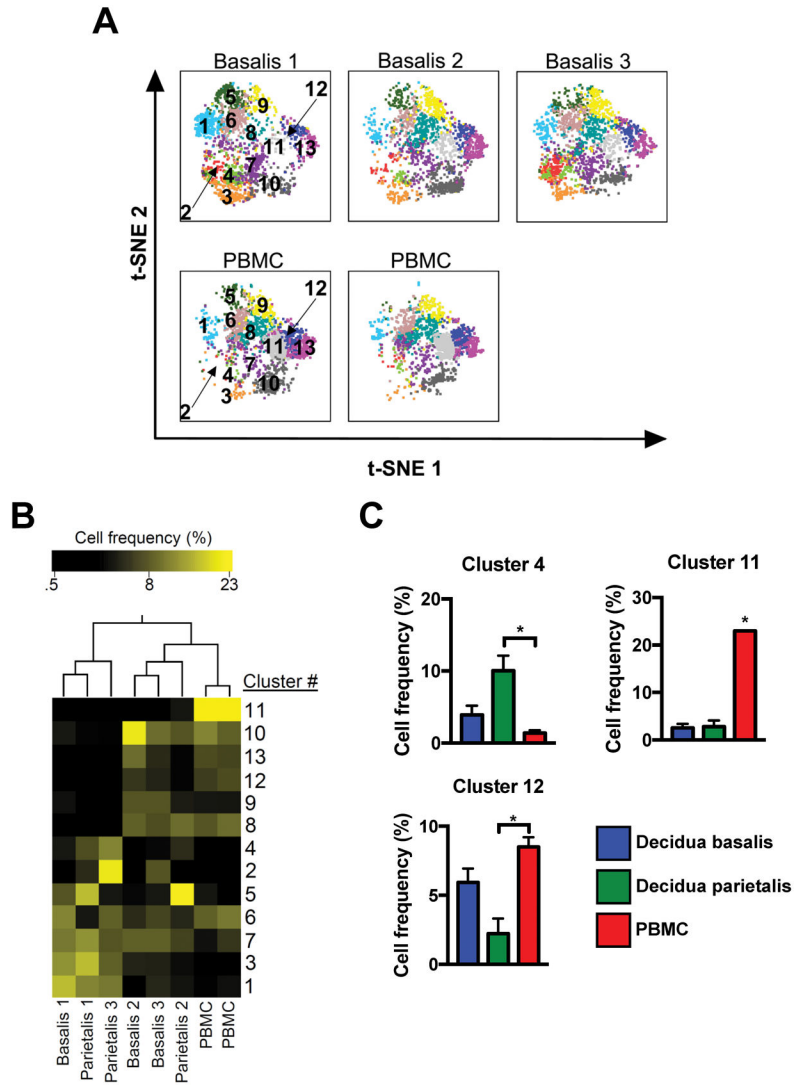 A
Basalis 1 Basalis 2 Basalis 3
5 9 12
1 6
8
11 13
7
4 10
3
2
t-SNE 2
PBMC PBMC
5 12
9
1 6
8
11 13
7
4 10
3
2
t-SNE 1
B
Cell frequency (%)
.5 8 23
Cluster #
11
10
13
12
9
8
4
2
5
6
7
3
1
Basalis 1
Parietalis 1
Parietalis 3
Basalis 2
Basalis 3
Parietalis 2
PBMC
PBMC
C
Cluster 4
Cell frequency (%)
20
10
0
*
Cluster 11
Cell frequency (%)
30
20
10
0
*
Cluster 12
Cell frequency (%)
10
5
0
*
Decidua basalis
Decidua parietalis
PBMC